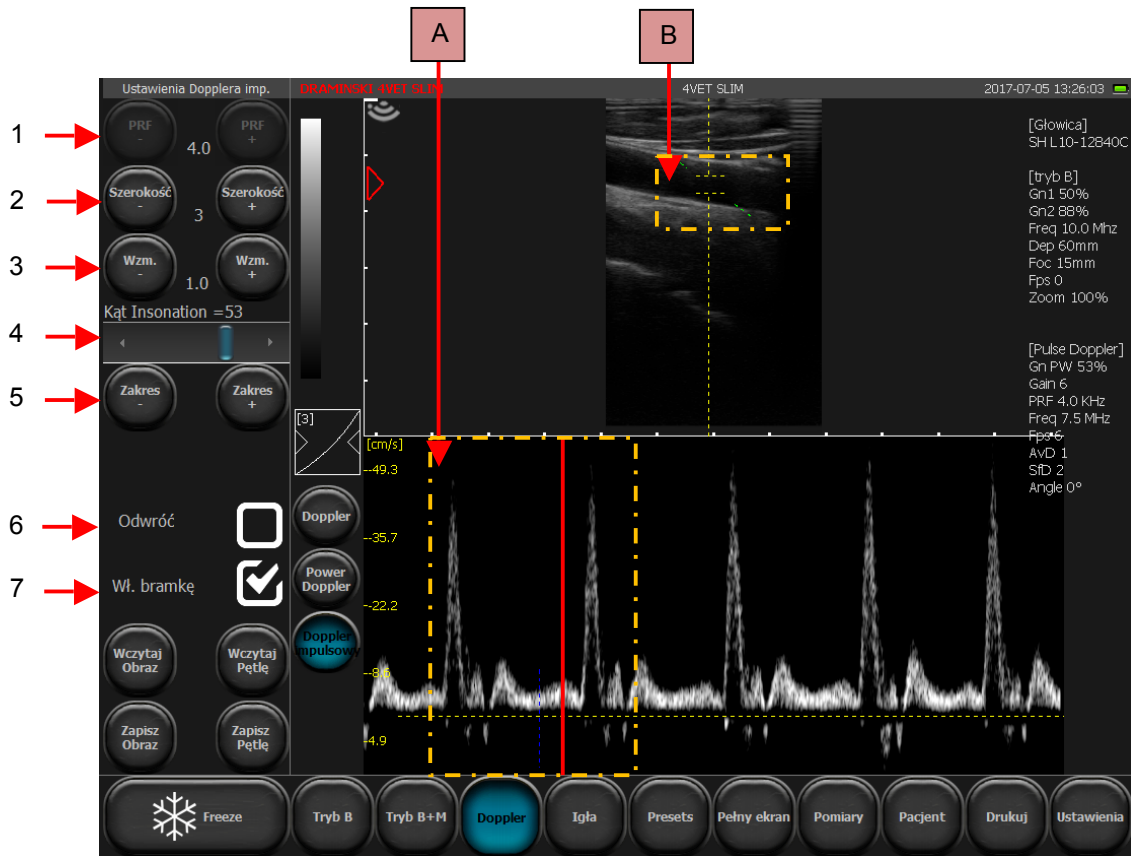 A
B
Ustawienia Dopplera imp.
DRAMIŃSKI 4VET SLIM
4VET SLIM
2017-07-05 13:26:03
1
PRF
-
4.0
PRF
+
2
Szerokość
-
3
Szerokość
+
3
Wzm.
-
1.0
Wzm.
+
Kąt Insonation =53
4
5
Zakres
-
Zakres
+
6
Odwróć
7
Wł. bramkę
Wczytaj
Obraz
Wczytaj
Pętlę
Zapisz
Obraz
Zapisz
Pętlę
[3]
Doppler
Power
Doppler
Doppler
impulsowy
[cm/s]
--49.3
--35.7
--22.2
--8.6
-4.9
[Głowica]
SH L10-12840C
[tryb B]
Gn1 50%
Gn2 88%
Freq 10.0 Mhz
Dep 60mm
Foc 15mm
Fps 0
Zoom 100%
[Pulse Doppler]
Gn PW 53%
Gain 6
PRF 4.0 KHz
Freq 7.5 MHz
Fps 6
AvD 1
SfD 2
Angle 0°
Freeze
Tryb B
Tryb B+M
Doppler
Igła
Presets
Pełny ekran
Pomiary
Pacjent
Drukuj
Ustawienia